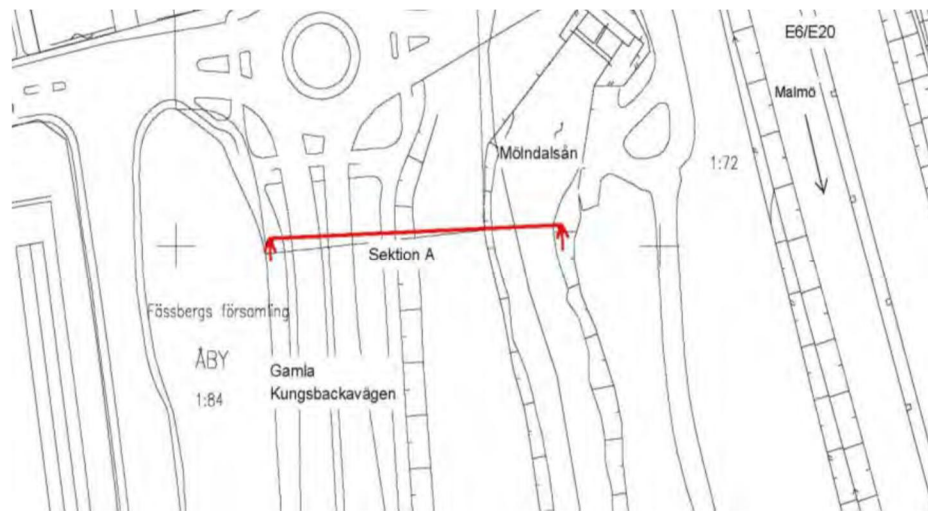 E6/E20
Malmö
Mölndalsån
1:72
Sektion A
Fässbergs församling
ÅBY
1:84
Gamla
Kungsbackavägen